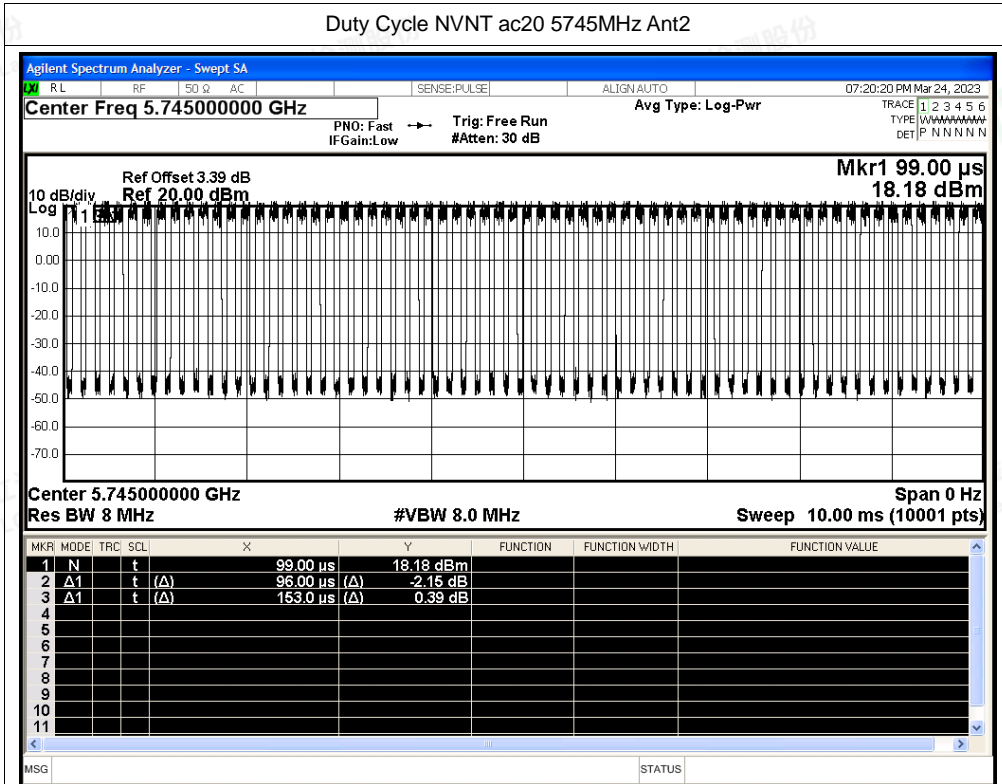 Duty Cycle NVNT ac20 5745MHz Ant2
Agilent Spectrum Analyzer - Swept SA
LXI RL RF 50 Ω AC SENSE:PULSE ALIGN AUTO 07:20:20 PM Mar 24, 2023
Center Freq 5.745000000 GHz Avg Type: Log-Pwr TRACE 1 2 3 4 5 6
PNO: Fast Trig: Free Run TYPE W
IFGain:Low #Atten: 30 dB DET P N N N N N
Mkr1 99.00 µs
Ref Offset 3.39 dB
10 dB/div Ref 20.00 dBm 18.18 dBm
Log
1
10.0
0.00
-10.0
-20.0
-30.0
-40.0
-50.0
-60.0
-70.0
Center 5.745000000 GHz Span 0 Hz
Res BW 8 MHz #VBW 8.0 MHz Sweep 10.00 ms (10001 pts)
MKR MODE TRC SCL X Y FUNCTION FUNCTION WIDTH FUNCTION VALUE
1 N t 99.00 µs 18.18 dBm
2 Δ1 t (Δ) 96.00 µs (Δ) -2.15 dB
3 Δ1 t (Δ) 153.0 µs (Δ) 0.39 dB
4
5
6
7
8
9
10
11
MSG STATUS